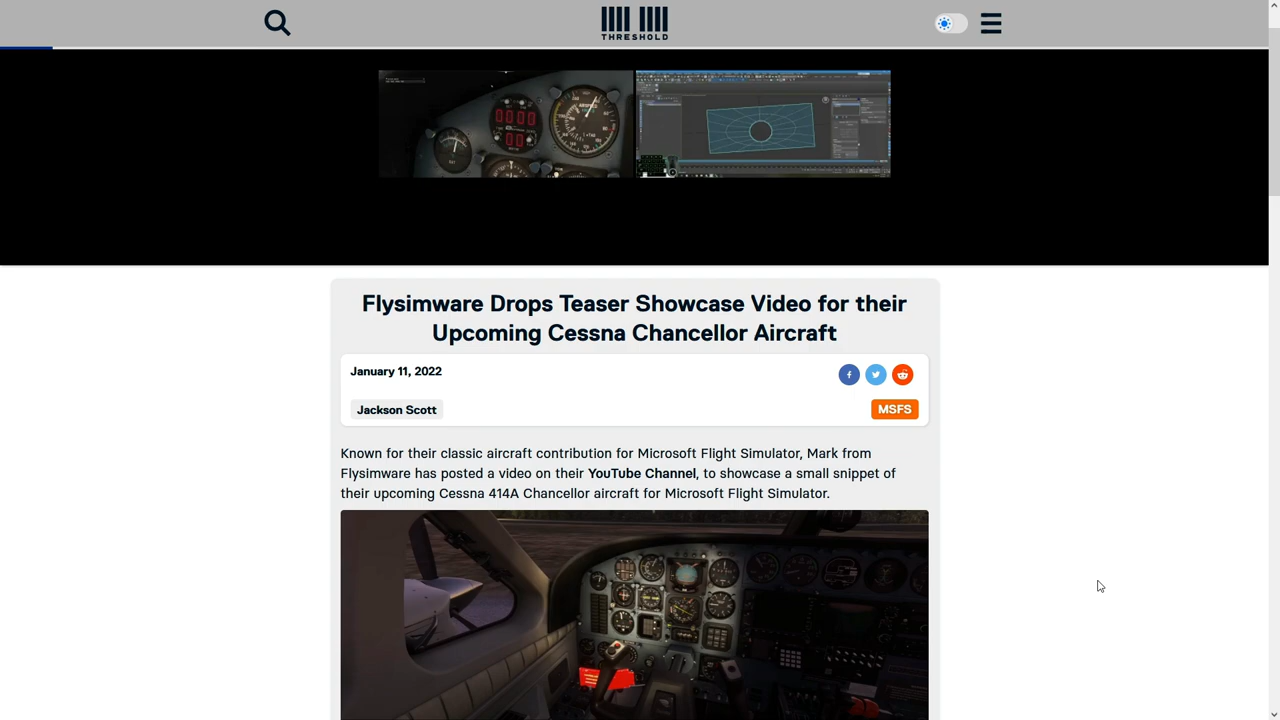 THRESHOLD
Flysimware Drops Teaser Showcase Video for their
Upcoming Cessna Chancellor Aircraft
January 11, 2022
Jackson Scott
MSFS
Known for their classic aircraft contribution for Microsoft Flight Simulator, Mark from
Flysimware has posted a video on their YouTube Channel, to showcase a small snippet of
their upcoming Cessna 414A Chancellor aircraft for Microsoft Flight Simulator.